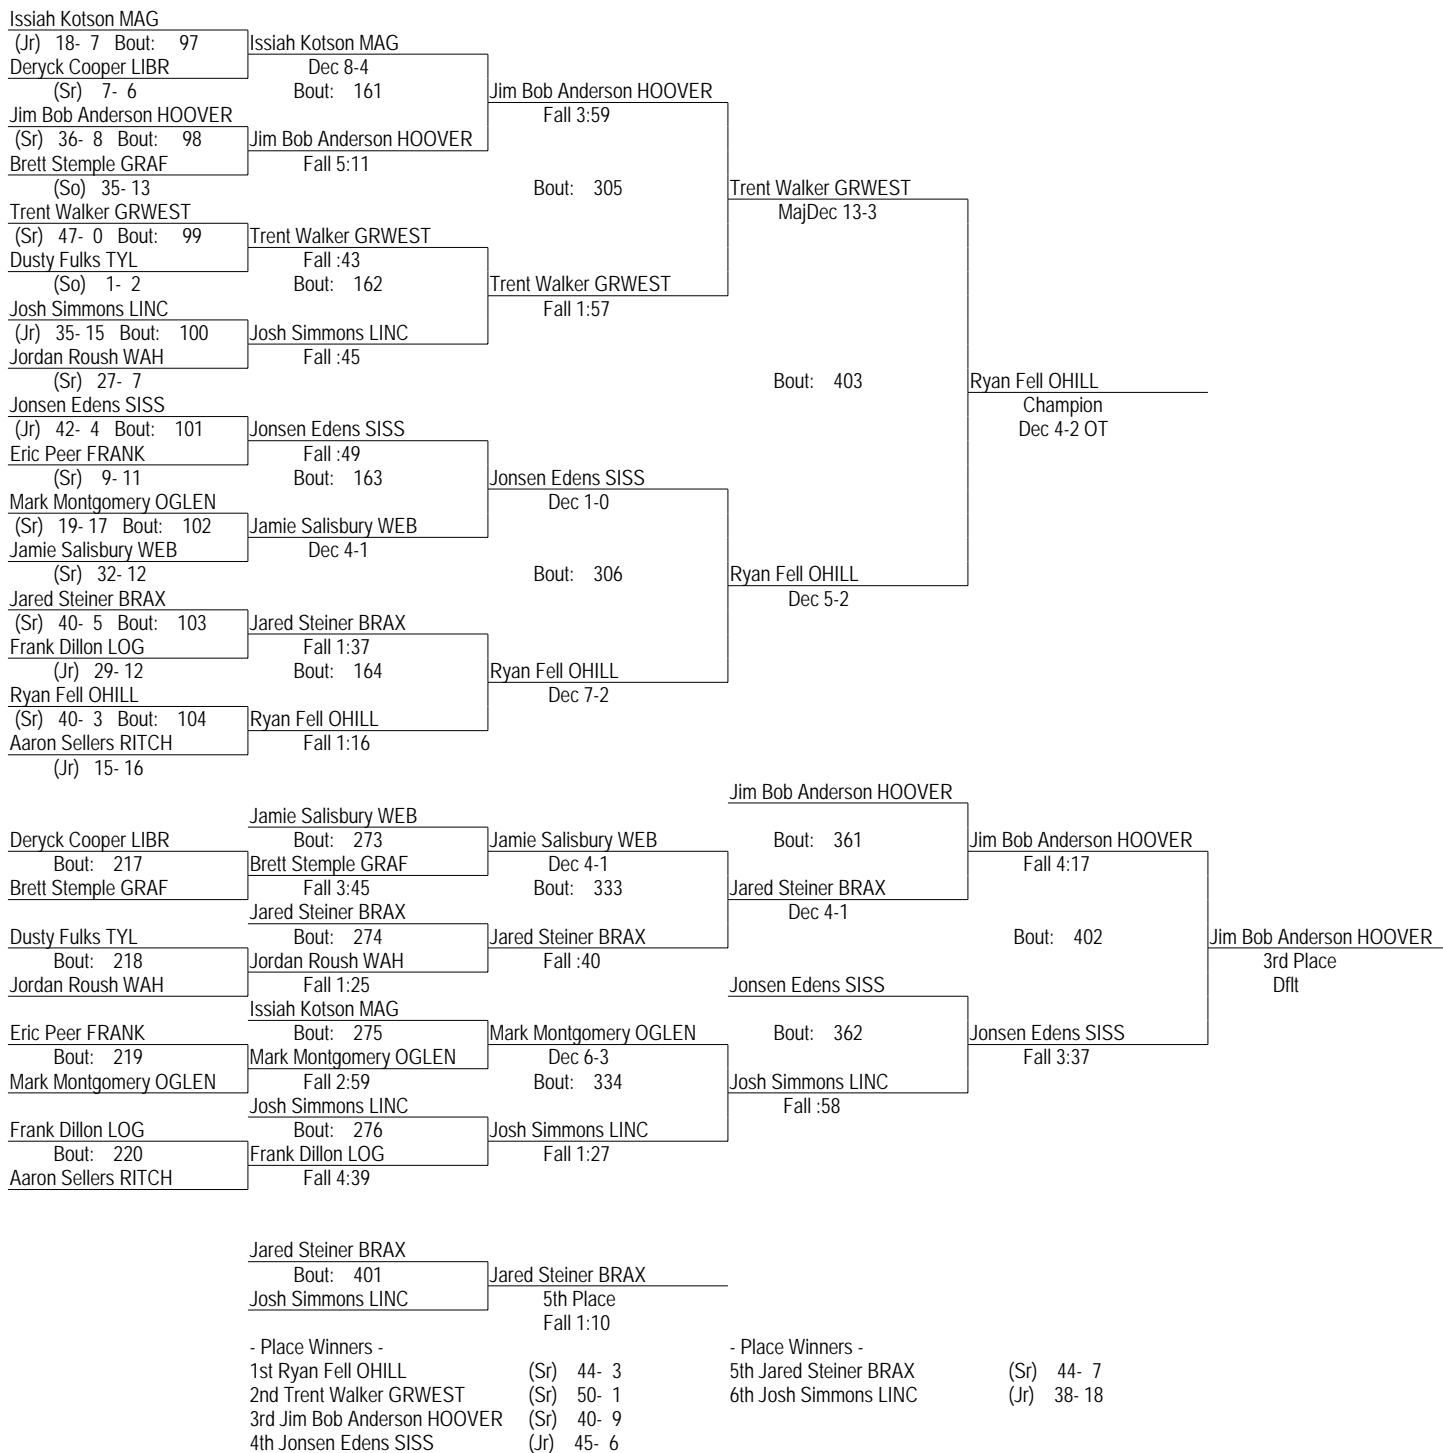 Issiah Kotson MAG
(Jr) 18- 7 Bout: 97 Issiah Kotson MAG
Deryck Cooper LIBR Dec 8-4
(Sr) 7- 6 Bout: 161 Jim Bob Anderson HOOVER
Jim Bob Anderson HOOVER Fall 3:59
(Sr) 36- 8 Bout: 98 Jim Bob Anderson HOOVER
Brett Stemple GRAF Fall 5:11
(So) 35- 13 Bout: 305 Trent Walker GRWEST
Trent Walker GRWEST MajDec 13-3
(Sr) 47- 0 Bout: 99 Trent Walker GRWEST
Dusty Fulks TYL Fall :43
(So) 1- 2 Bout: 162 Trent Walker GRWEST
Josh Simmons LINC Fall 1:57
(Jr) 35- 15 Bout: 100 Josh Simmons LINC
Jordan Roush WAH Fall :45
(Sr) 27- 7 Bout: 403 Ryan Fell OHILL
Jonsen Edens SISS Champion
(Jr) 42- 4 Bout: 101 Jonsen Edens SISS Dec 4-2 OT
Eric Peer FRANK Fall :49
(Sr) 9- 11 Bout: 163 Jonsen Edens SISS
Mark Montgomery OGLEN Dec 1-0
(Sr) 19- 17 Bout: 102 Jamie Salisbury WEB
Jamie Salisbury WEB Dec 4-1
(Sr) 32- 12 Bout: 306 Ryan Fell OHILL
Jared Steiner BRAX Dec 5-2
(Sr) 40- 5 Bout: 103 Jared Steiner BRAX
Frank Dillon LOG Fall 1:37
(Jr) 29- 12 Bout: 164 Ryan Fell OHILL
Ryan Fell OHILL Dec 7-2
(Sr) 40- 3 Bout: 104 Ryan Fell OHILL
Aaron Sellers RITCH Fall 1:16
(Jr) 15- 16
Jim Bob Anderson HOOVER
Jamie Salisbury WEB
Deryck Cooper LIBR Bout: 273 Jamie Salisbury WEB Bout: 361 Jim Bob Anderson HOOVER
Bout: 217 Brett Stemple GRAF Dec 4-1 Fall 4:17
Brett Stemple GRAF Fall 3:45 Bout: 333 Jared Steiner BRAX
Jared Steiner BRAX Dec 4-1
Dusty Fulks TYL Bout: 274 Jared Steiner BRAX Bout: 402 Jim Bob Anderson HOOVER
Bout: 218 Jordan Roush WAH Fall :40 3rd Place
Jordan Roush WAH Fall 1:25 Jonsen Edens SISS Dflt
Issiah Kotson MAG
Eric Peer FRANK Bout: 275 Mark Montgomery OGLEN Bout: 362 Jonsen Edens SISS
Bout: 219 Mark Montgomery OGLEN Dec 6-3 Fall 3:37
Mark Montgomery OGLEN Fall 2:59 Bout: 334 Josh Simmons LINC
Josh Simmons LINC Fall :58
Frank Dillon LOG Bout: 276 Josh Simmons LINC
Bout: 220 Frank Dillon LOG Fall 1:27
Aaron Sellers RITCH Fall 4:39
Jared Steiner BRAX
Bout: 401 Jared Steiner BRAX
Josh Simmons LINC 5th Place
Fall 1:10
- Place Winners - - Place Winners -
1st Ryan Fell OHILL (Sr) 44- 3 5th Jared Steiner BRAX (Sr) 44- 7
2nd Trent Walker GRWEST (Sr) 50- 1 6th Josh Simmons LINC (Jr) 38- 18
3rd Jim Bob Anderson HOOVER (Sr) 40- 9
4th Jonsen Edens SISS (Jr) 45- 6